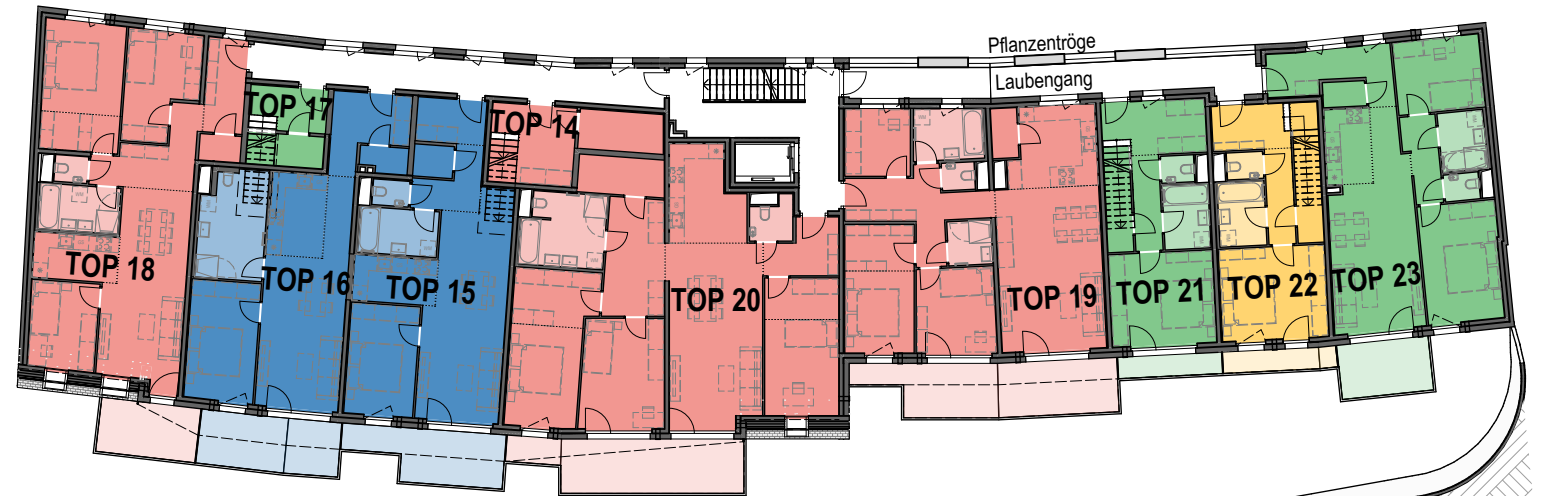 Pflanzentröge
Laubengang
TOP 17
TOP 14
TOP 18
TOP 16
TOP 15
TOP 20
TOP 19
TOP 21
TOP 22
TOP 23